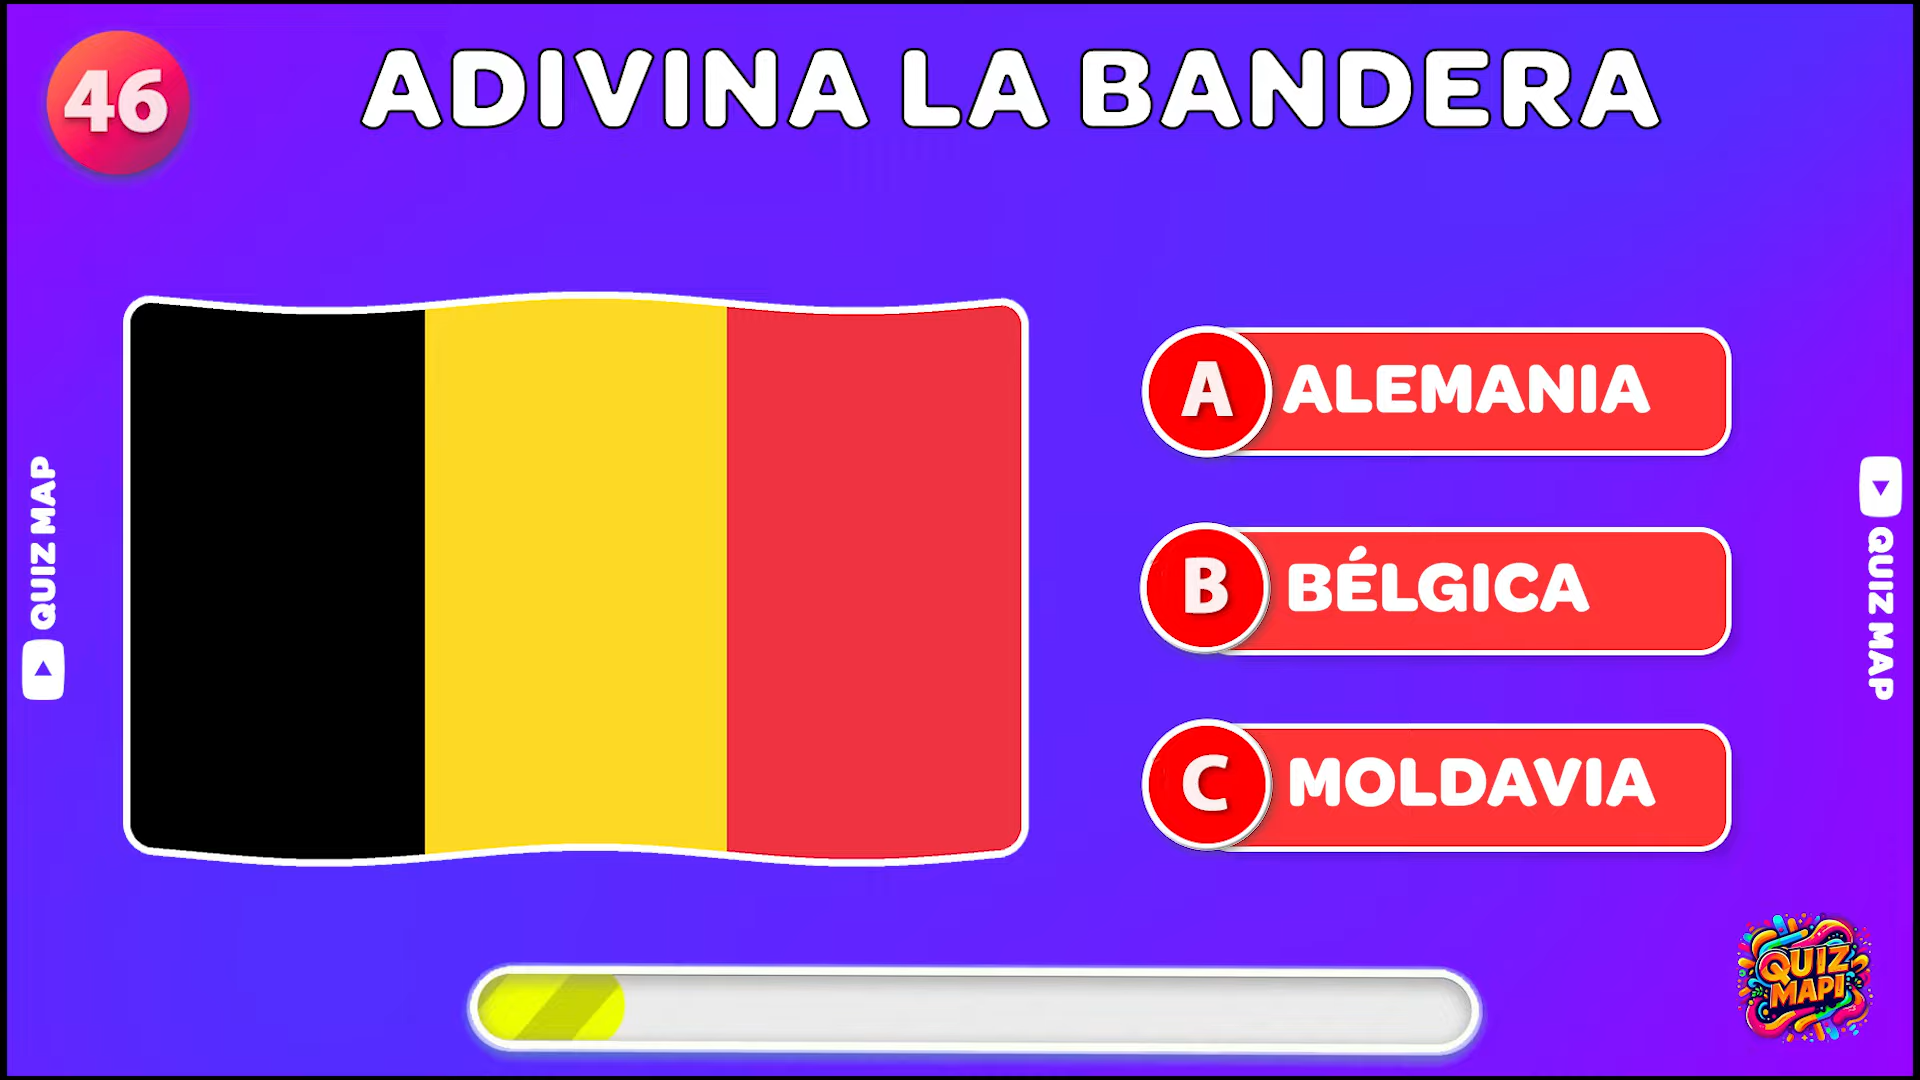 46
ADIVINA LA BANDERA
QUIZ MAP
A ALEMANIA
B BÉLGICA
C MOLDAVIA
QUIZ MAP
QUIZ
MAP